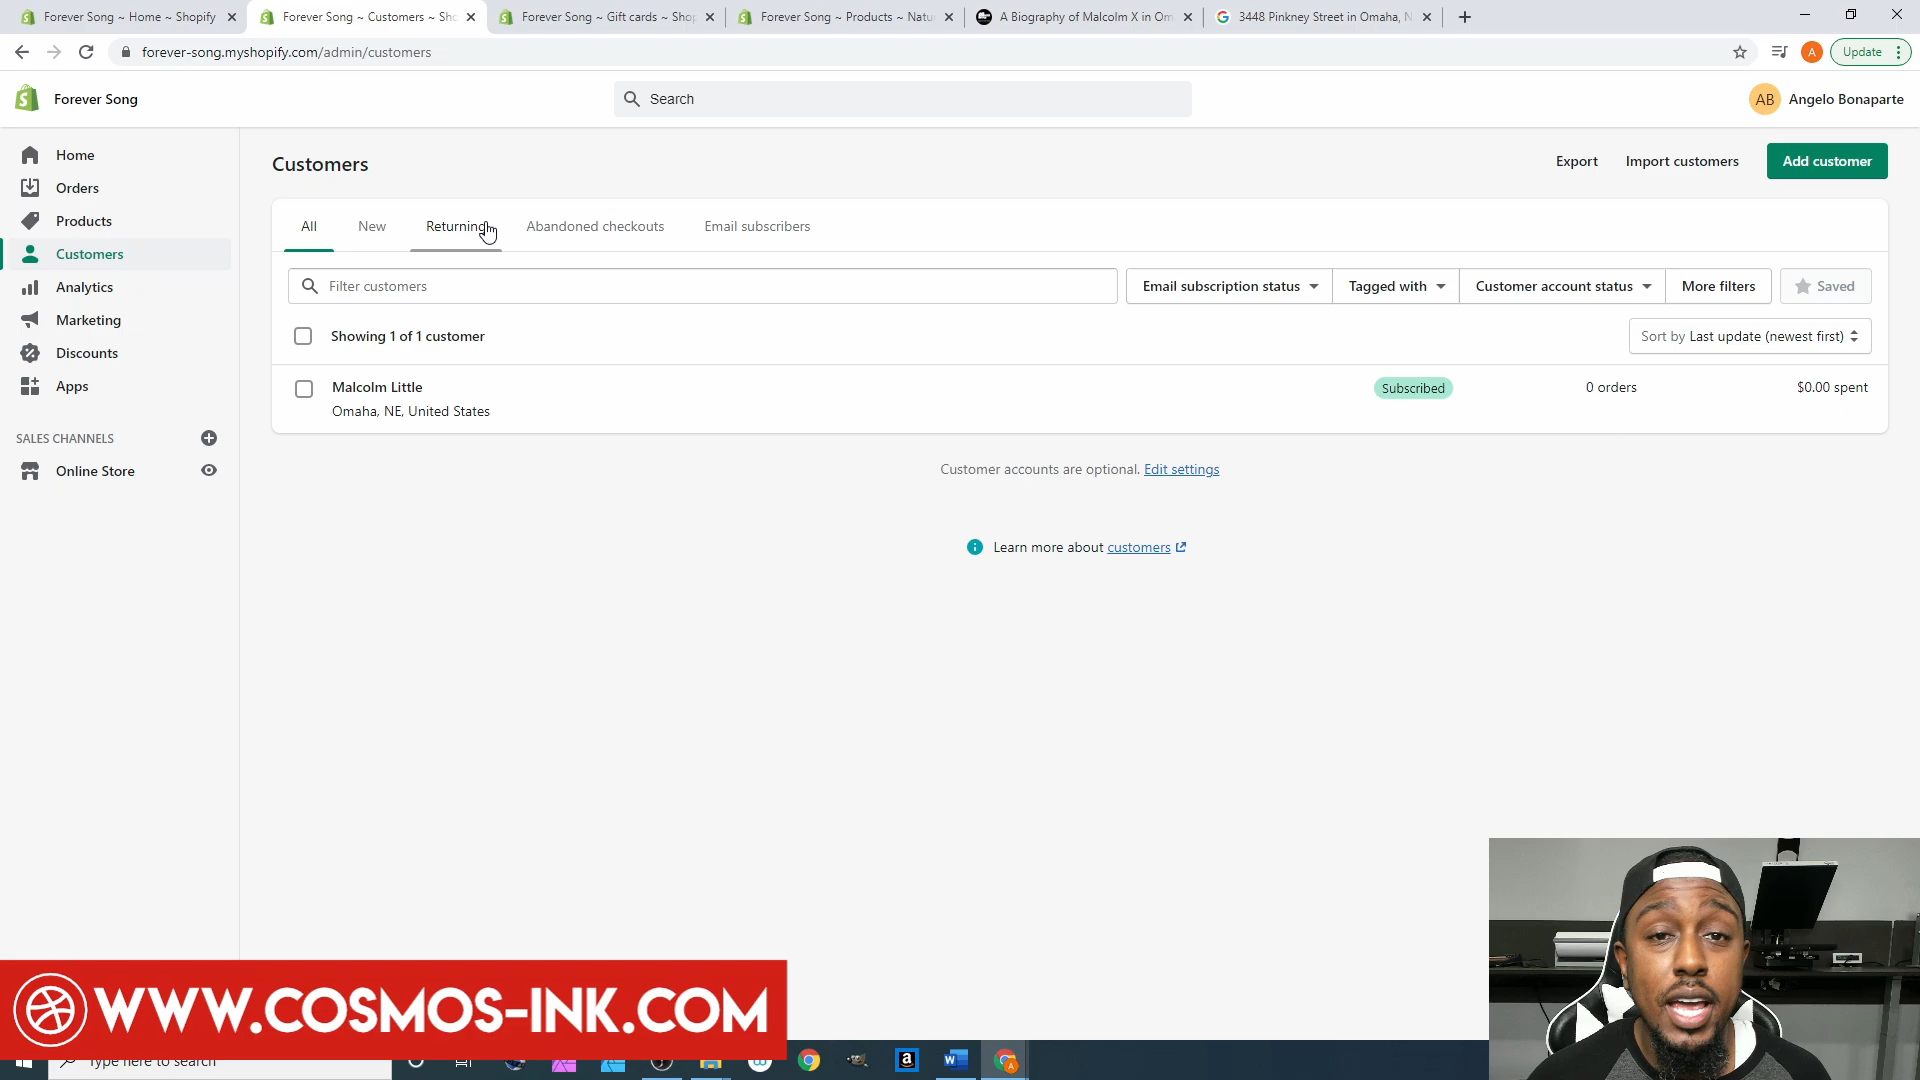 Forever Song ~ Home ~ Shopify
Forever Song ~ Customers ~ Sho
Forever Song ~ Gift cards ~ Shop
Forever Song ~ Products ~ Natu
A Biography of Malcolm X in Om
3448 Pinkney Street in Omaha, N
forever-song.myshopify.com/admin/customers
A
Update
Forever Song
Search
AB
Angelo Bonaparte
Home
Orders
Products
Customers
Analytics
Marketing
Discounts
Apps
SALES CHANNELS
Online Store
Customers
Export
Import customers
Add customer
All
New
Returning
Abandoned checkouts
Email subscribers
Filter customers
Email subscription status
Tagged with
Customer account status
More filters
Saved
Showing 1 of 1 customer
Sort by Last update (newest first)
Malcolm Little
Subscribed
0 orders
$0.00 spent
Omaha, NE, United States
Customer accounts are optional. Edit settings
Learn more about customers
WWW.COSMOS-INK.COM
Type here to search